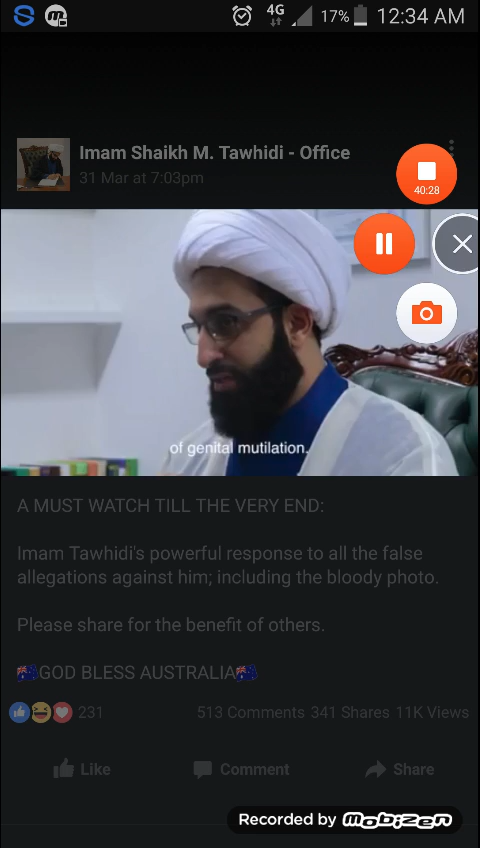 4G
17%
12:34 AM
Imam Shaikh M. Tawhidi - Office
31 Mar at 7:03pm
40:28
of genital mutilation.
A MUST WATCH TILL THE VERY END:
Imam Tawhidi's powerful response to all the false
allegations against him; including the bloody photo.
Please share for the benefit of others.
🇦🇺GOD BLESS AUSTRALIA🇦🇺
231
513 Comments 341 Shares 11K Views
Like
Comment
Share
Recorded by Mobizen